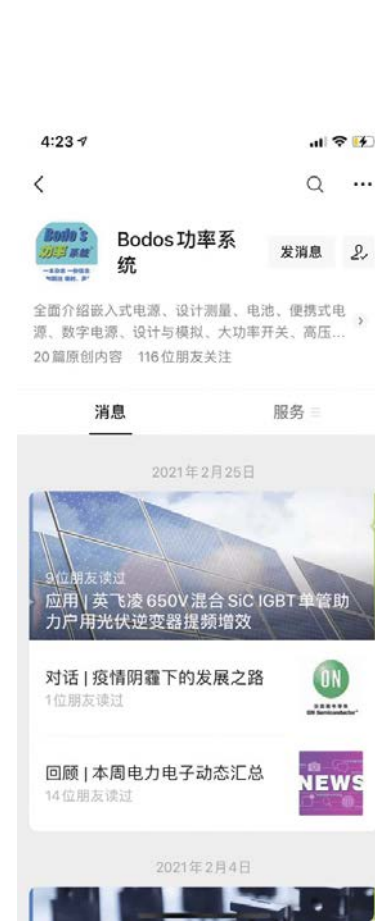 4:23
Bodo's
功率系统
Bodos功率系
统
发消息
全面介绍嵌入式电源、设计测量、电池、便携式电
源、数字电源、设计与模拟、大功率开关、高压...
20篇原创内容 116位朋友关注
消息
服务
2021年2月25日
9位朋友读过
应用 | 英飞凌 650V 混合 SiC IGBT 单管助
力户用光伏逆变器提频增效
对话 | 疫情阴霾下的发展之路
1位朋友读过
ON
ON Semiconductor
回顾 | 本周电力电子动态汇总
14位朋友读过
NEWS
2021年2月4日